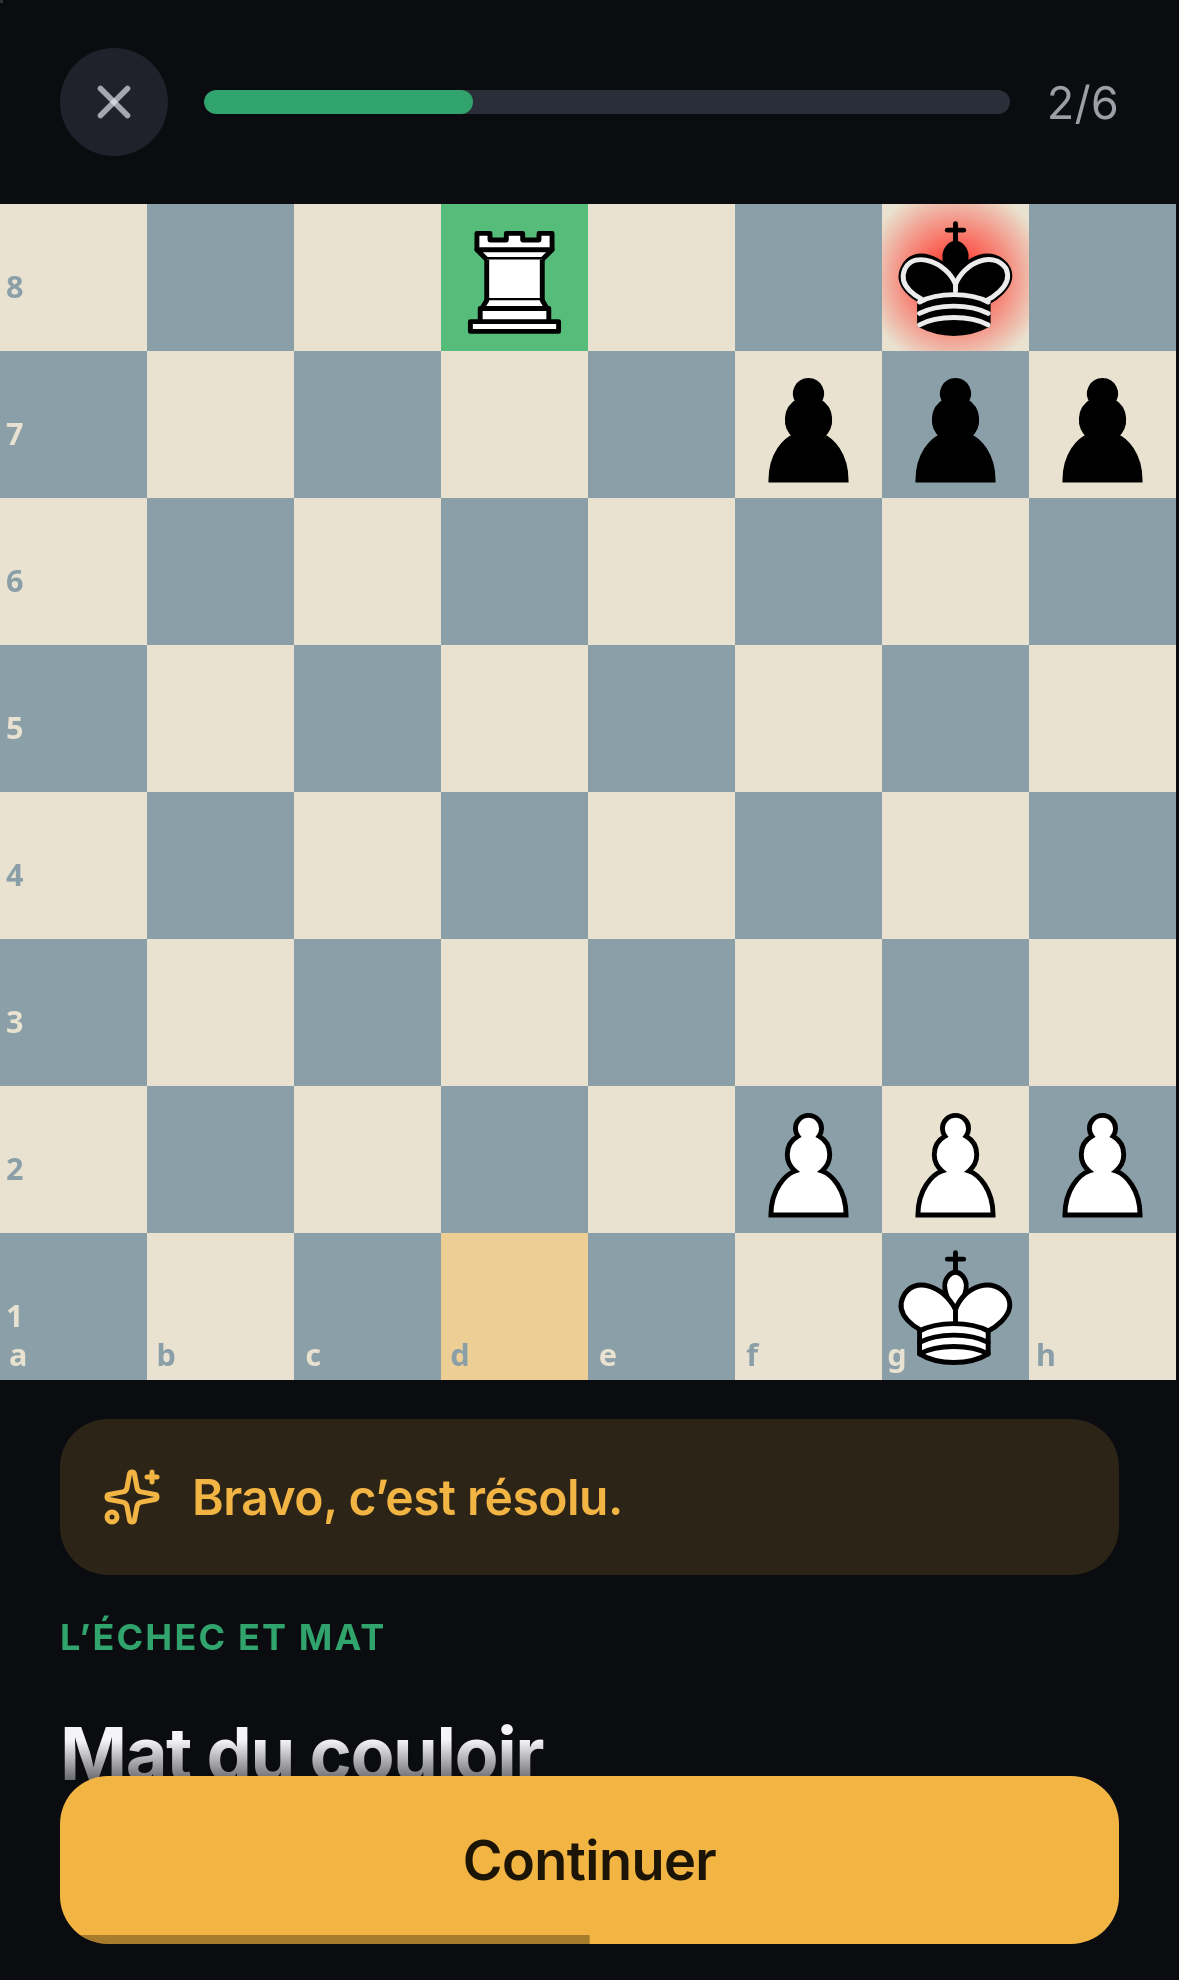 2/6
8
7
6
5
4
3
2
1
a b c d e f g h
Bravo, c’est résolu.
L’ÉCHEC ET MAT
Mat du couloir
Continuer